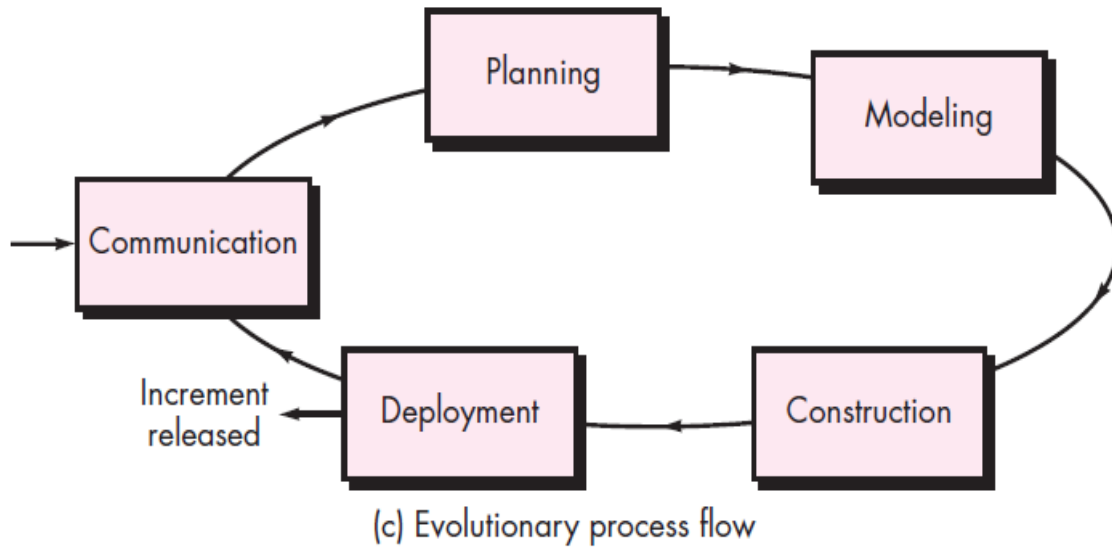 Planning
Modeling
Communication
Increment
released
Deployment
Construction
(c) Evolutionary process flow